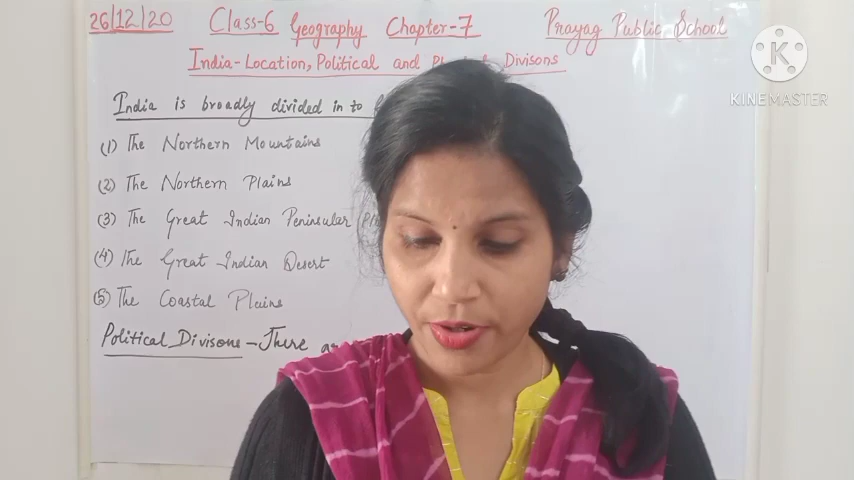 26/12/20 Class-6 Geography Chapter-7 Prayag Public School
India-Location, Political and Divisons
India is broadly divided in to
(1) The Northern Mountains
(2) The Northern Plains
(3) The Great Indian Peninsular
(4) The Great Indian Desert
(5) The Coastal Plains
Political Divisons - There
K
KINEMASTER